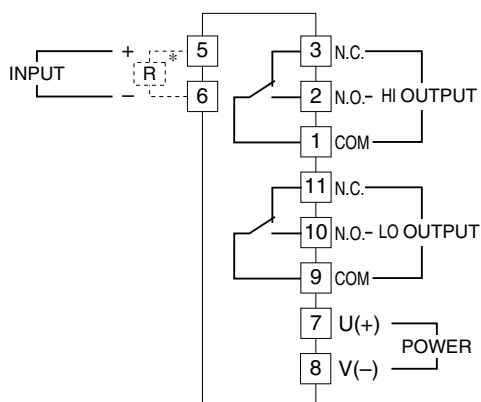 INPUT
+
R
*
–
5
6
3 N.C.
2 N.O. HI OUTPUT
1 COM
11 N.C.
10 N.O. LO OUTPUT
9 COM
7 U(+)
POWER
8 V(–)